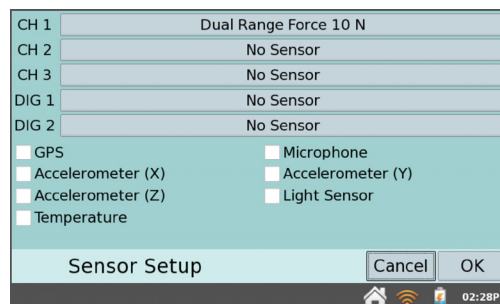 CH 1 Dual Range Force 10 N
CH 2 No Sensor
CH 3 No Sensor
DIG 1 No Sensor
DIG 2 No Sensor
GPS Microphone
Accelerometer (X) Accelerometer (Y)
Accelerometer (Z) Light Sensor
Temperature
Sensor Setup Cancel OK
02:28P